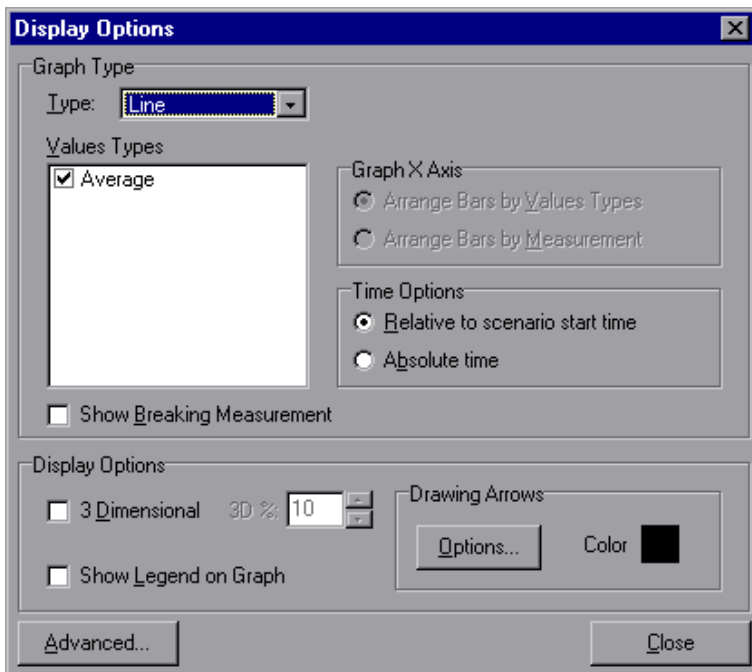 Display Options
Graph Type
Type: Line
Values Types
Average
Graph X Axis
Arrange Bars by Values Types
Arrange Bars by Measurement
Time Options
Relative to scenario start time
Absolute time
Show Breaking Measurement
Display Options
3 Dimensional 3D %: 10
Show Legend on Graph
Drawing Arrows
Options... Color
Advanced... Close